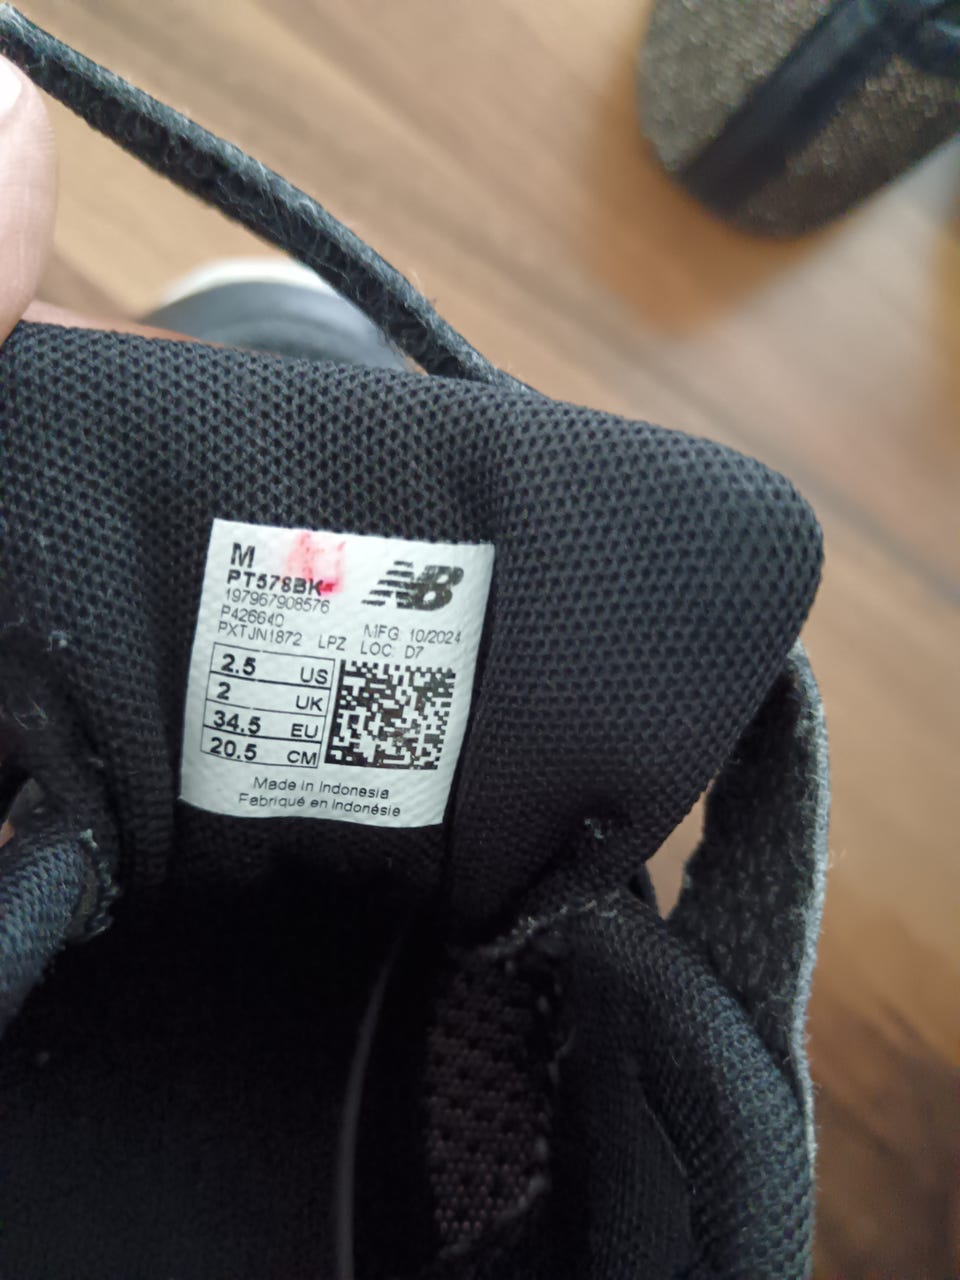 M
PT578BK
NB
197967908576
P426640
MFG 10/2024
PXTJN1872 LPZ LOC: D7
2.5 US
2 UK
34.5 EU
20.5 CM
Made in Indonesia
Fabriqué en Indonésie